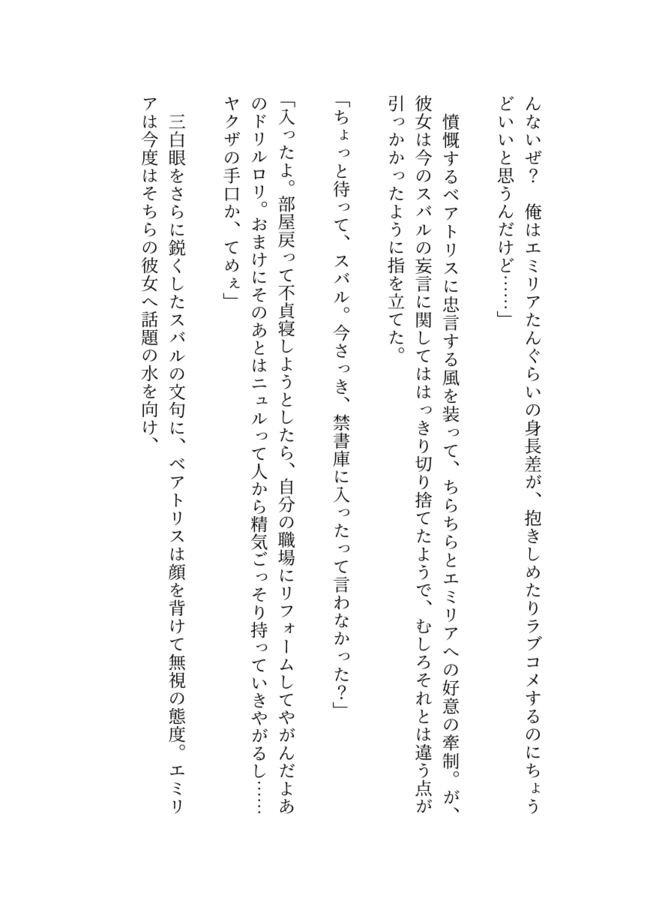 んないぜ？　俺はエミリアたんぐらいの身長差が、抱きしめたりラブコメするのにちょう
どいいと思うんだけど……」
　憤慨するベアトリスに忠言する風を装って、ちらちらとエミリアへの好意の牽制。が、
彼女は今のスバルの妄言に関してははっきり切り捨てたようで、むしろそれとは違う点が
引っかかったように指を立てた。
「ちょっと待って、スバル。今さっき、禁書庫に入ったって言わなかった？」
「入ったよ。部屋戻って不貞寝しようとしたら、自分の職場にリフォームしてやがんだよあ
のドリルロリ。おまけにそのあとはニュルって人から精気ごっそり持っていきやがるし……
ヤクザの手口か、てめぇ」
　三白眼をさらに鋭くしたスバルの文句に、ベアトリスは顔を背けて無視の態度。エミリ
アは今度はそちらの彼女へ話題の水を向け、